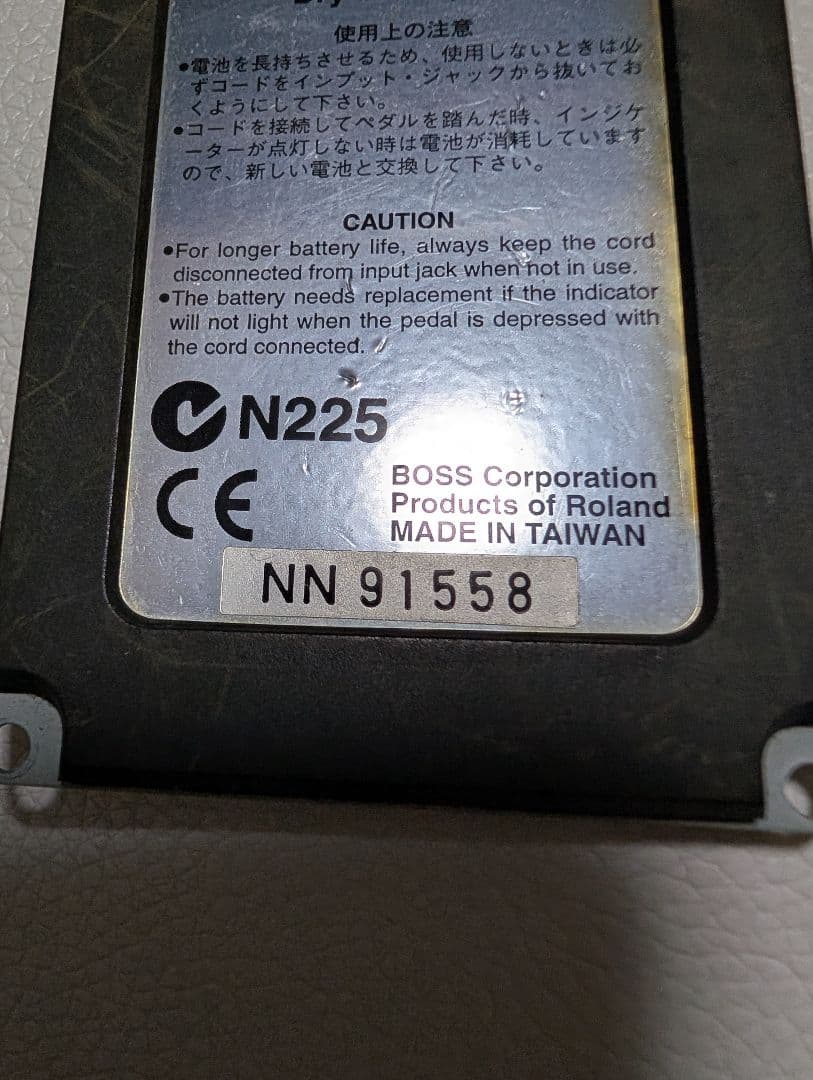 使用上の注意
●電池を長持ちさせるため、使用しないときは必
ずコードをインプット・ジャックから抜いてお
くようにして下さい。
●コードを接続してペダルを踏んだ時、インジケ
ーターが点灯しない時は電池が消耗しています
ので、新しい電池と交換して下さい。
CAUTION
●For longer battery life, always keep the cord
disconnected from input jack when not in use.
●The battery needs replacement if the indicator
will not light when the pedal is depressed with
the cord connected.
N225
CE
BOSS Corporation
Products of Roland
MADE IN TAIWAN
NN 91558